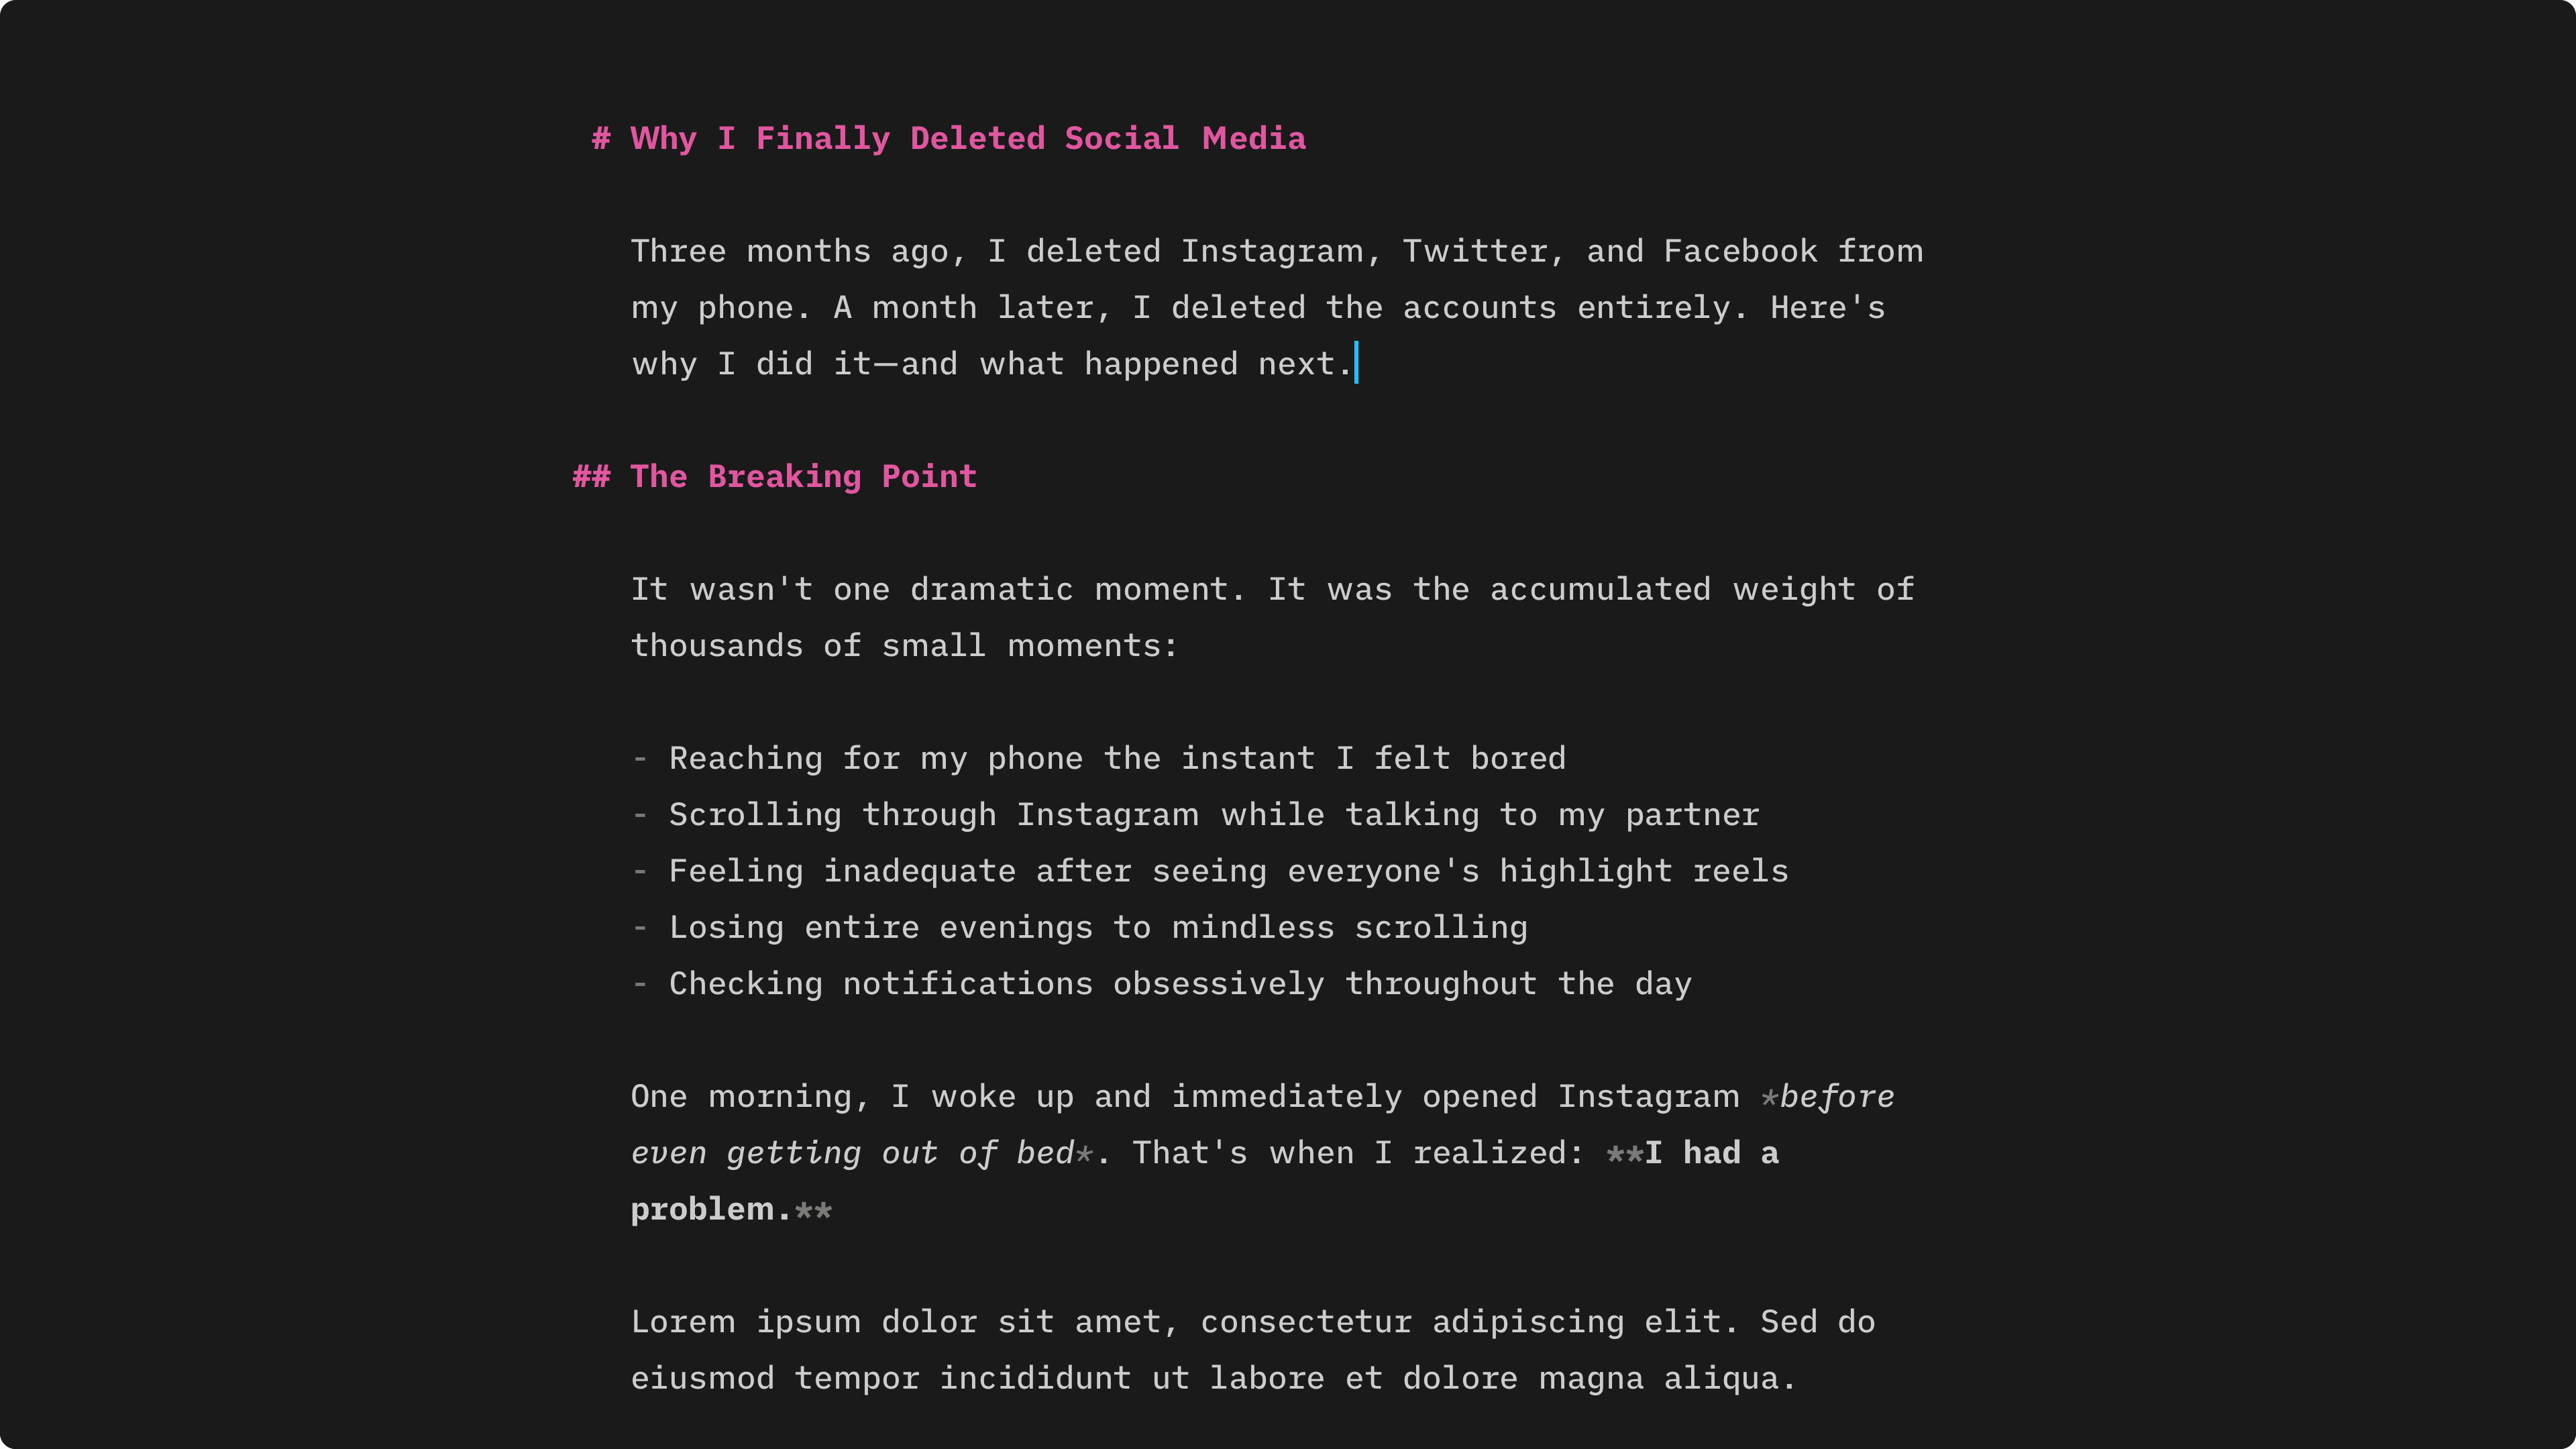 # Why I Finally Deleted Social Media
Three months ago, I deleted Instagram, Twitter, and Facebook from
my phone. A month later, I deleted the accounts entirely. Here's
why I did it—and what happened next.
## The Breaking Point
It wasn't one dramatic moment. It was the accumulated weight of
thousands of small moments:
- Reaching for my phone the instant I felt bored
- Scrolling through Instagram while talking to my partner
- Feeling inadequate after seeing everyone's highlight reels
- Losing entire evenings to mindless scrolling
- Checking notifications obsessively throughout the day
One morning, I woke up and immediately opened Instagram *before
even getting out of bed*. That's when I realized: **I had a
problem.**
Lorem ipsum dolor sit amet, consectetur adipiscing elit. Sed do
eiusmod tempor incididunt ut labore et dolore magna aliqua.